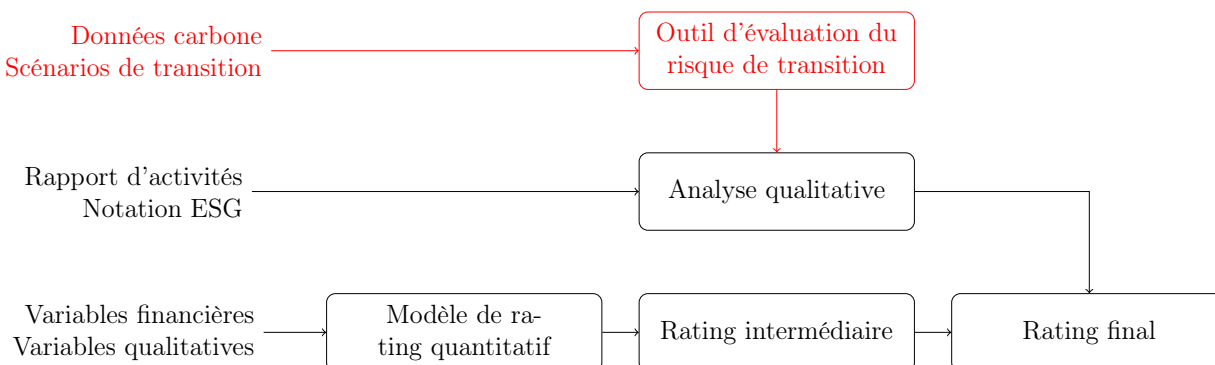 Données carbone
Scénarios de transition
Outil d'évaluation du
risque de transition
Rapport d'activités
Notation ESG
Analyse qualitative
Variables financières
Variables qualitatives
Modèle de ra-
ting quantitatif
Rating intermédiaire
Rating final